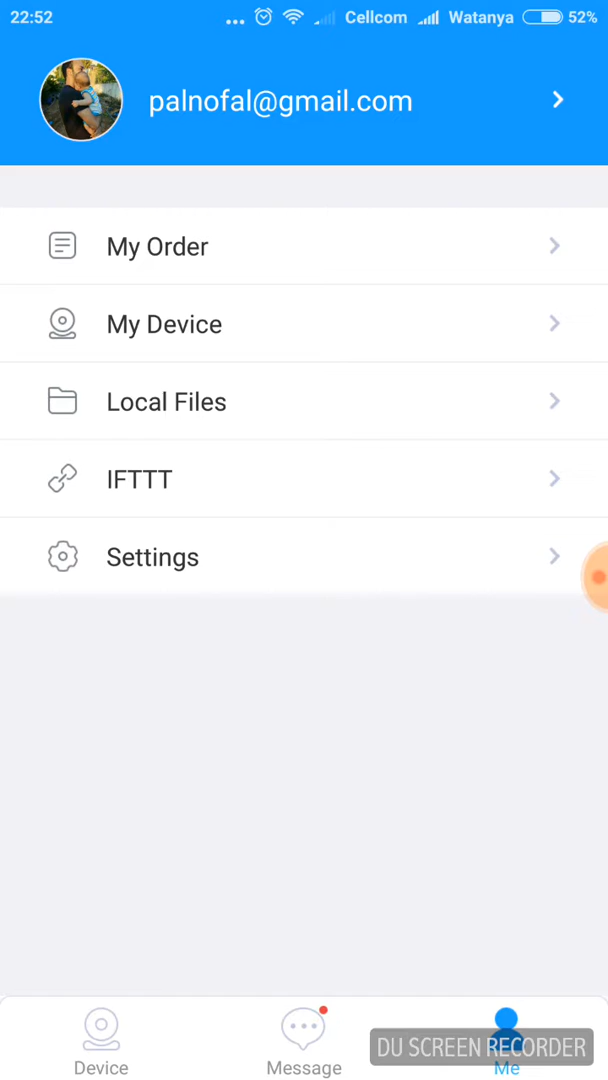 22:52 ... Cellcom Watanya 52%
palnofal@gmail.com
My Order
My Device
Local Files
IFTTT
Settings
Device
Message
Me
DU SCREEN RECORDER